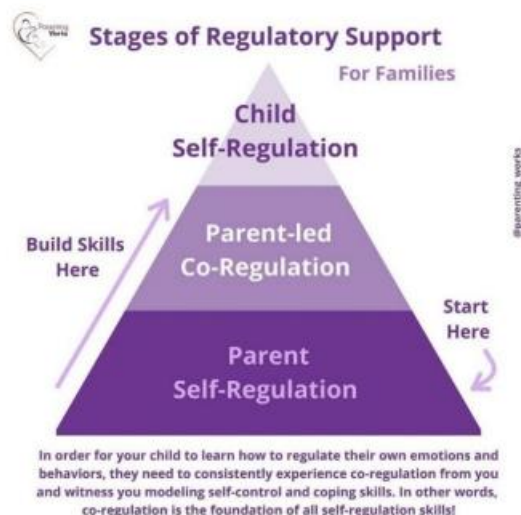 Parenting
Works
Stages of Regulatory Support
For Families
Child
Self-Regulation
Build Skills
Here
Parent-led
Co-Regulation
Start
Here
Parent
Self-Regulation
@parenting_works
In order for your child to learn how to regulate their own emotions and
behaviors, they need to consistently experience co-regulation from you
and witness you modeling self-control and coping skills. In other words,
co-regulation is the foundation of all self-regulation skills!